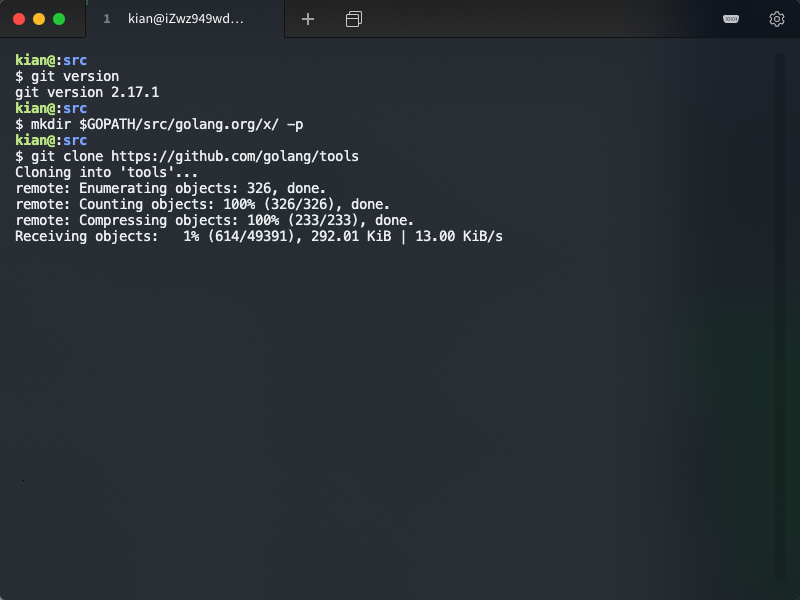 1 kian@iZwz949wd...
kian@:src
$ git version
git version 2.17.1
kian@:src
$ mkdir $GOPATH/src/golang.org/x/ -p
kian@:src
$ git clone https://github.com/golang/tools
Cloning into 'tools'...
remote: Enumerating objects: 326, done.
remote: Counting objects: 100% (326/326), done.
remote: Compressing objects: 100% (233/233), done.
Receiving objects:   1% (614/49391), 292.01 KiB | 13.00 KiB/s